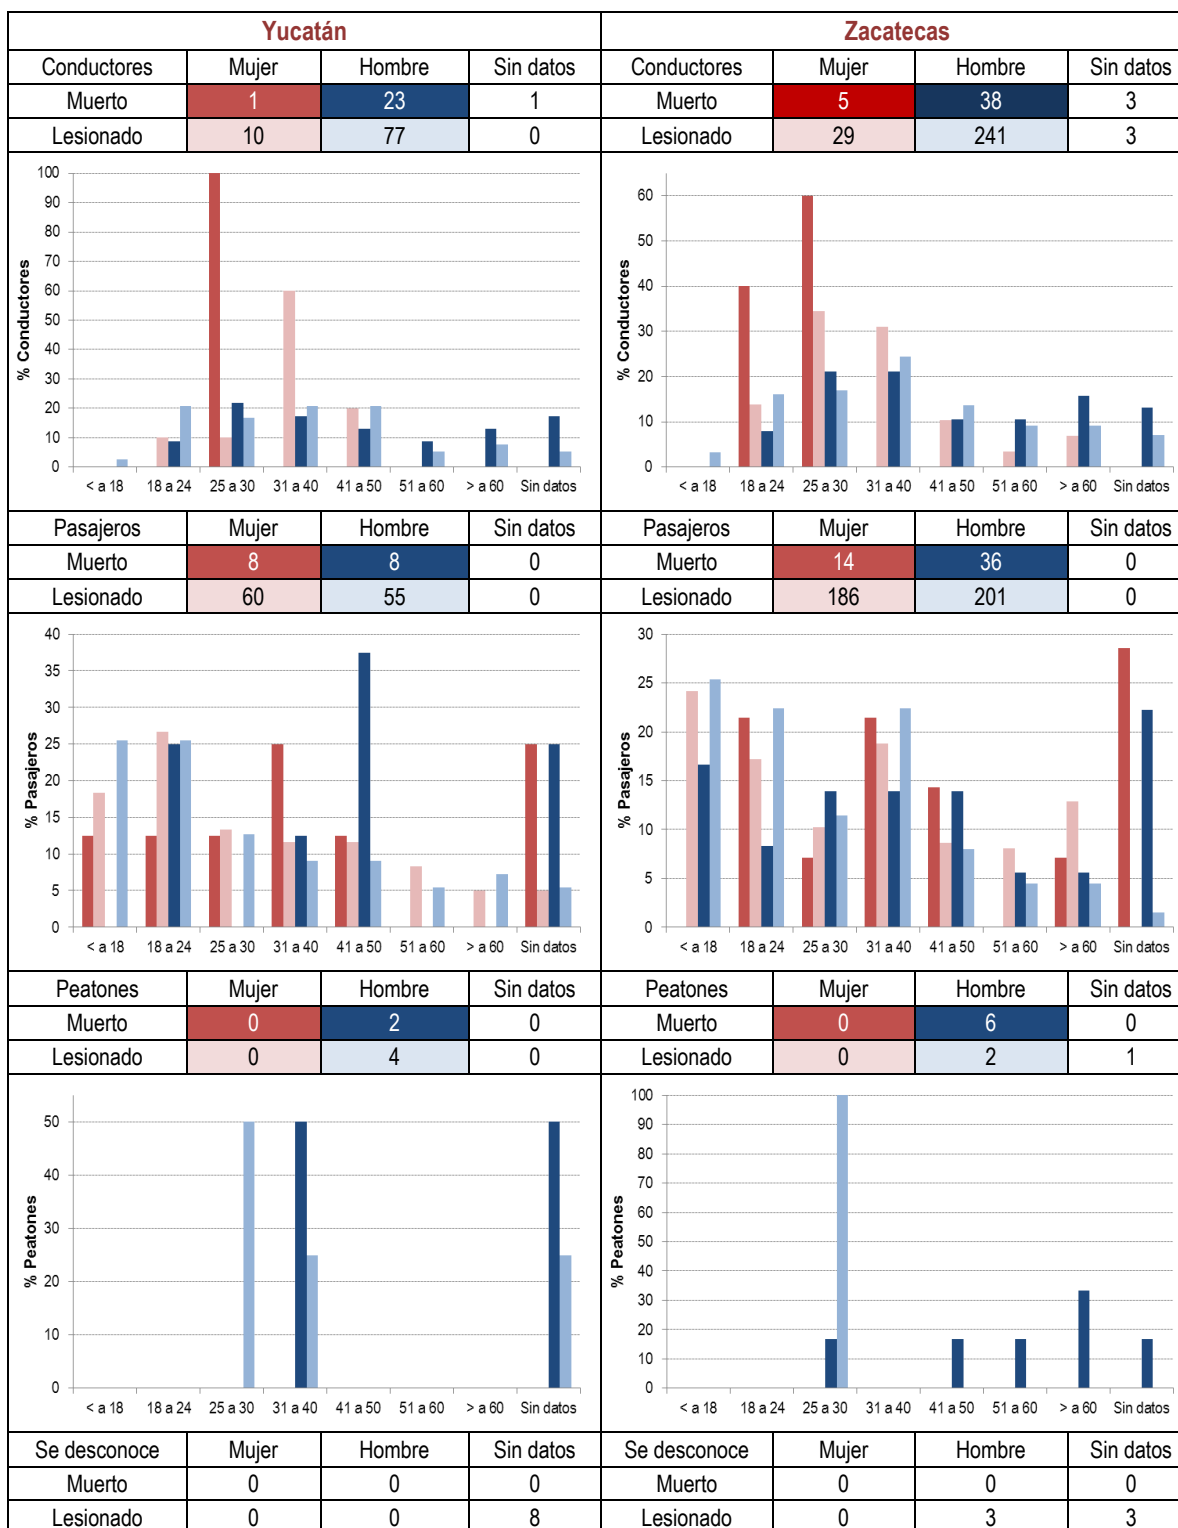 Yucatán Zacatecas
Conductores Mujer Hombre Sin datos Conductores Mujer Hombre Sin datos
Muerto 1 23 1 Muerto 5 38 3
Lesionado 10 77 0 Lesionado 29 241 3
% Conductores
100
90
80
70
60
50
40
30
20
10
0
< a 18 18 a 24 25 a 30 31 a 40 41 a 50 51 a 60 > a 60 Sin datos
% Conductores
60
50
40
30
20
10
0
< a 18 18 a 24 25 a 30 31 a 40 41 a 50 51 a 60 > a 60 Sin datos
Pasajeros Mujer Hombre Sin datos Pasajeros Mujer Hombre Sin datos
Muerto 8 8 0 Muerto 14 36 0
Lesionado 60 55 0 Lesionado 186 201 0
% Pasajeros
40
35
30
25
20
15
10
5
0
< a 18 18 a 24 25 a 30 31 a 40 41 a 50 51 a 60 > a 60 Sin datos
% Pasajeros
30
25
20
15
10
5
0
< a 18 18 a 24 25 a 30 31 a 40 41 a 50 51 a 60 > a 60 Sin datos
Peatones Mujer Hombre Sin datos Peatones Mujer Hombre Sin datos
Muerto 0 2 0 Muerto 0 6 0
Lesionado 0 4 0 Lesionado 0 2 1
% Peatones
50
40
30
20
10
0
< a 18 18 a 24 25 a 30 31 a 40 41 a 50 51 a 60 > a 60 Sin datos
% Peatones
100
90
80
70
60
50
40
30
20
10
0
< a 18 18 a 24 25 a 30 31 a 40 41 a 50 51 a 60 > a 60 Sin datos
Se desconoce Mujer Hombre Sin datos Se desconoce Mujer Hombre Sin datos
Muerto 0 0 0 Muerto 0 0 0
Lesionado 0 0 8 Lesionado 0 3 3